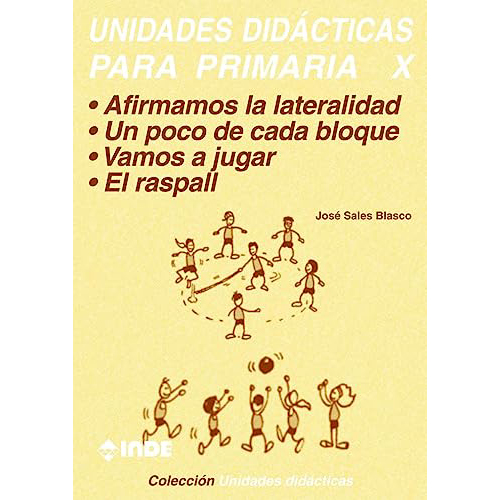 UNIDADES DIDÁCTICAS
PARA PRIMARIA X
• Afirmamos la lateralidad
• Un poco de cada bloque
• Vamos a jugar
• El raspall
José Sales Blasco
INDE
Colección Unidades didácticas